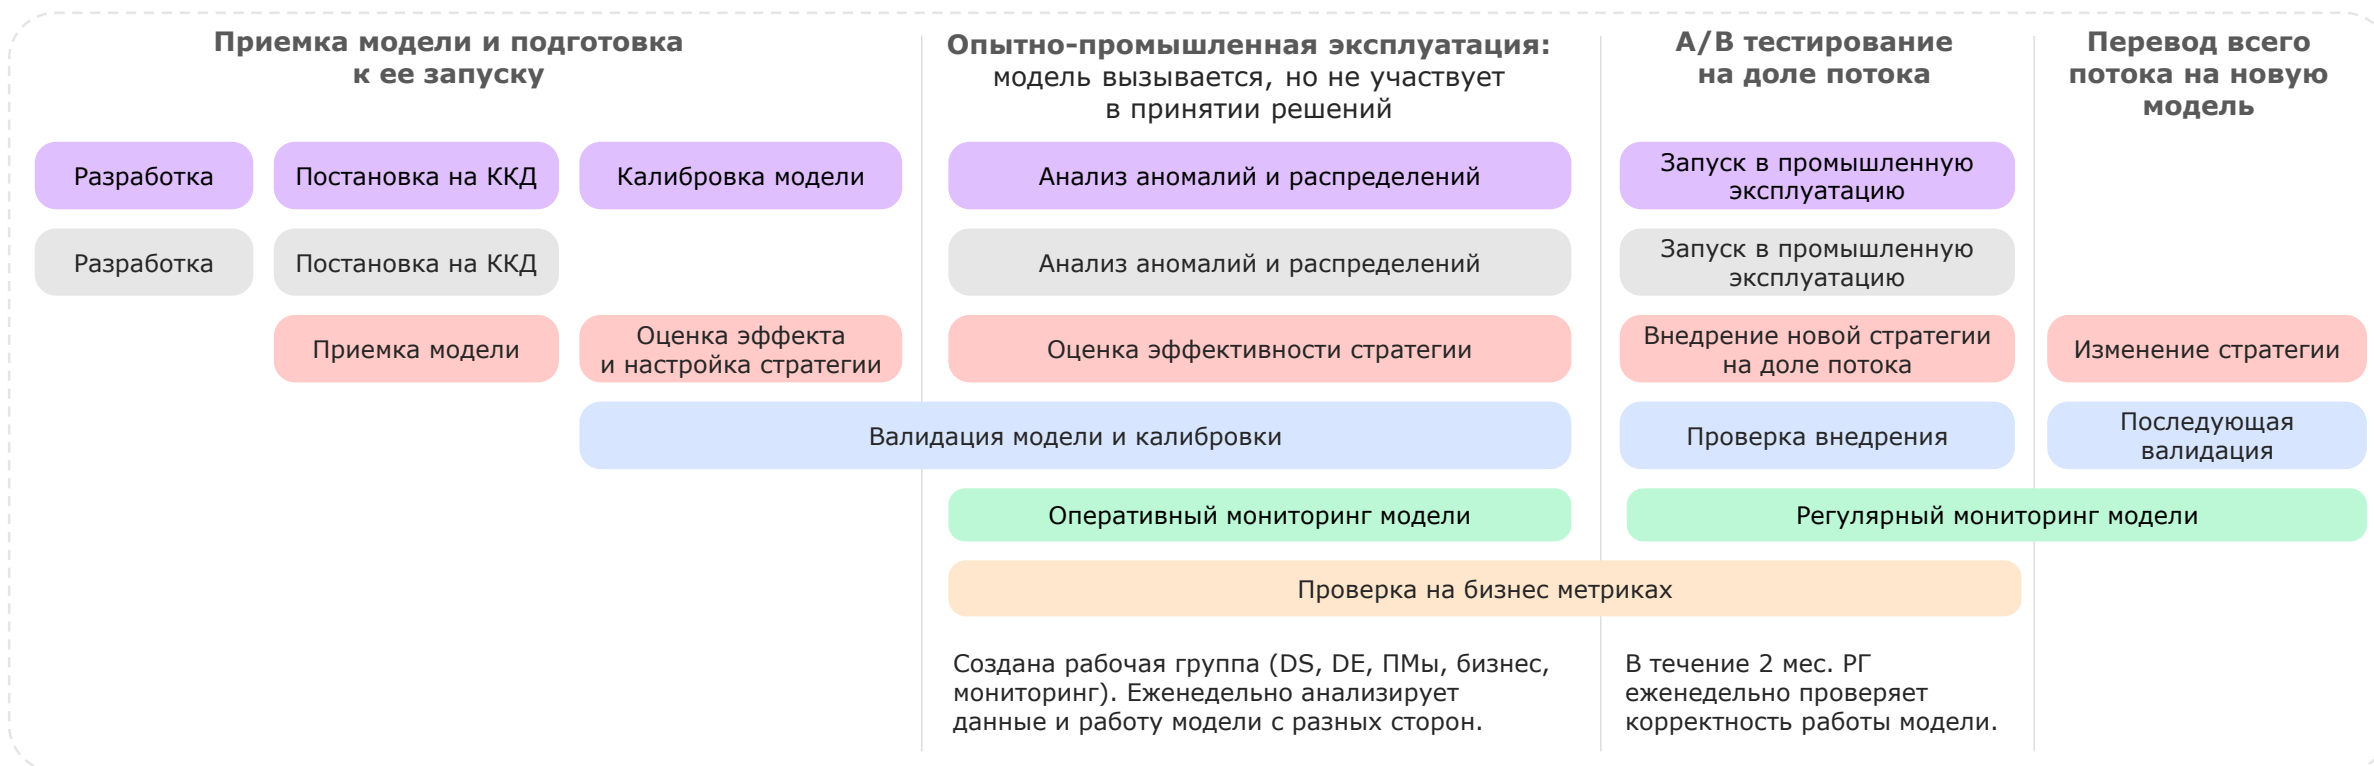 Приемка модели и подготовка
к ее запуску
Опытно-промышленная эксплуатация:
модель вызывается, но не участвует
в принятии решений
А/В тестирование
на доле потока
Перевод всего
потока на новую
модель
Разработка
Постановка на ККД
Калибровка модели
Анализ аномалий и распределений
Запуск в промышленную
эксплуатацию
Разработка
Постановка на ККД
Анализ аномалий и распределений
Запуск в промышленную
эксплуатацию
Приемка модели
Оценка эффекта
и настройка стратегии
Оценка эффективности стратегии
Внедрение новой стратегии
на доле потока
Изменение стратегии
Валидация модели и калибровки
Проверка внедрения
Последующая
валидация
Оперативный мониторинг модели
Регулярный мониторинг модели
Проверка на бизнес метриках
Создана рабочая группа (DS, DE, ПМы, бизнес,
мониторинг). Еженедельно анализирует
данные и работу модели с разных сторон.
В течение 2 мес. РГ
еженедельно проверяет
корректность работы модели.